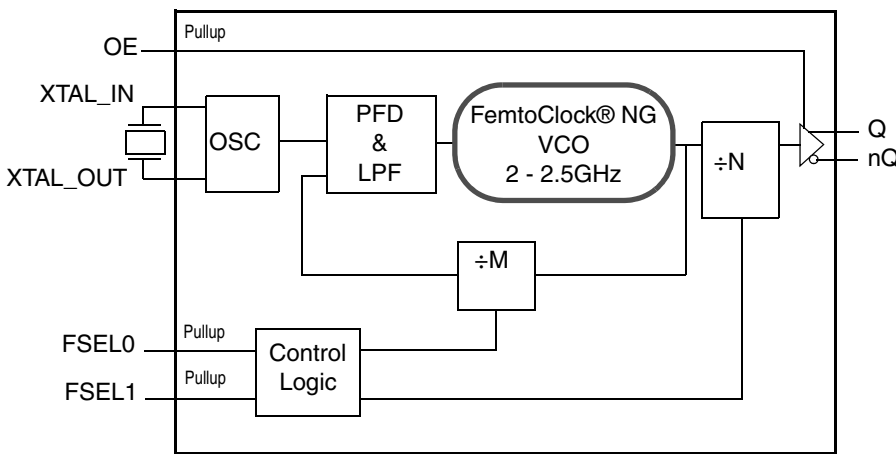 Pullup
OE
XTAL_IN
OSC
XTAL_OUT
PFD
&
LPF
FemtoClock® NG
VCO
2 - 2.5GHz
÷N
Q
nQ
÷M
Pullup
FSEL0
Pullup
FSEL1
Control
Logic